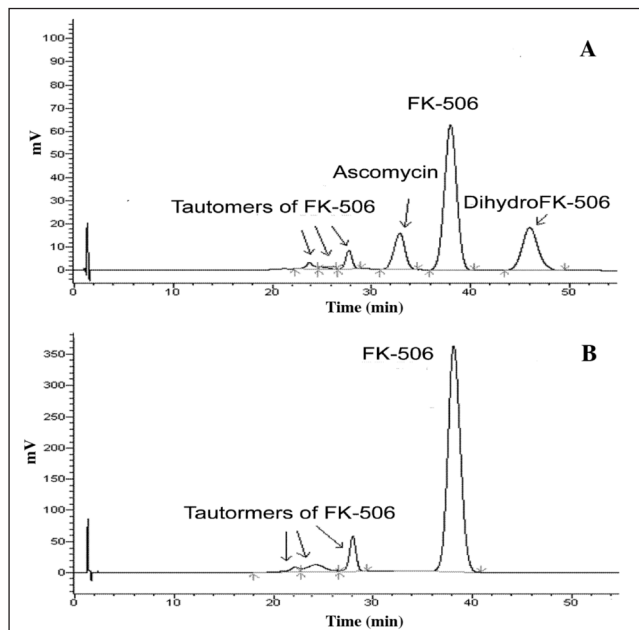 A
100
90
80
70
60
50
40
30
20
10
0
mV
FK-506
Ascomycin
Tautomers of FK-506
DihydroFK-506
0 10 20 30 40 50
Time (min)
B
350
300
250
200
150
100
50
0
mV
FK-506
Tautormers of FK-506
0 10 20 30 40 50
Time (min)